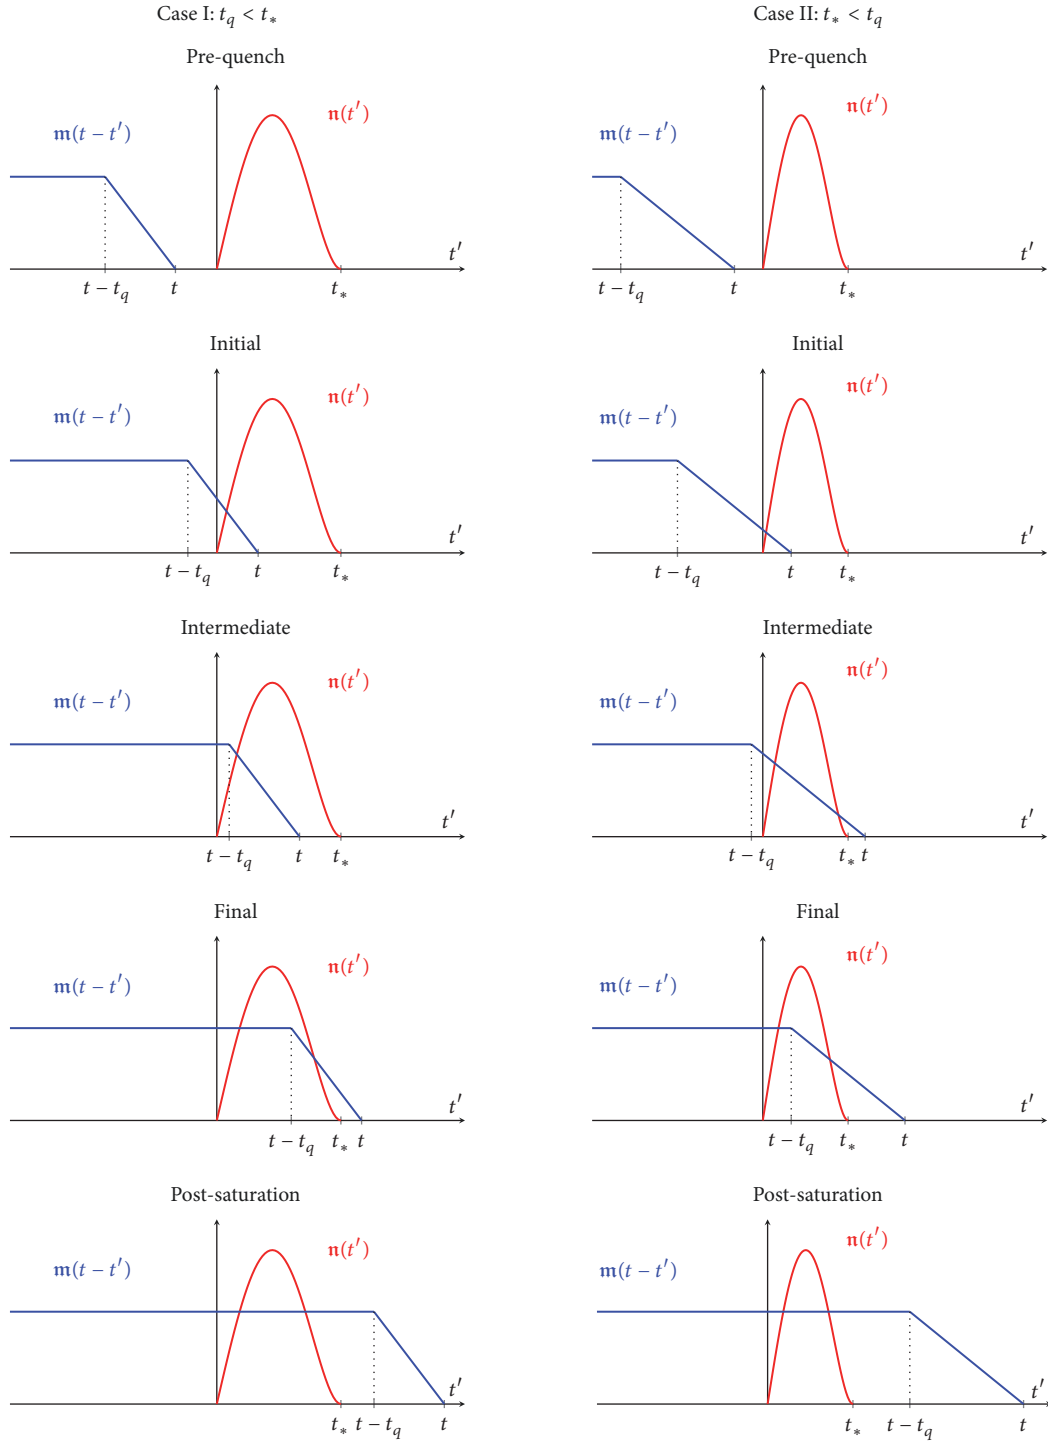 Case I: t_q < t_*
Pre-quench
𝔪(t − t′)
𝔫(t′)
t′
t − t_q
t
t_*
Initial
𝔪(t − t′)
𝔫(t′)
t′
t − t_q
t
t_*
Intermediate
𝔪(t − t′)
𝔫(t′)
t′
t − t_q
t
t_*
Final
𝔪(t − t′)
𝔫(t′)
t′
t − t_q
t_*
t
Post-saturation
𝔪(t − t′)
𝔫(t′)
t′
t_*
t − t_q
t
Case II: t_* < t_q
Pre-quench
𝔪(t − t′)
𝔫(t′)
t′
t − t_q
t
t_*
Initial
𝔪(t − t′)
𝔫(t′)
t′
t − t_q
t
t_*
Intermediate
𝔪(t − t′)
𝔫(t′)
t′
t − t_q
t_*
t
Final
𝔪(t − t′)
𝔫(t′)
t′
t − t_q
t_*
t
Post-saturation
𝔪(t − t′)
𝔫(t′)
t′
t_*
t − t_q
t